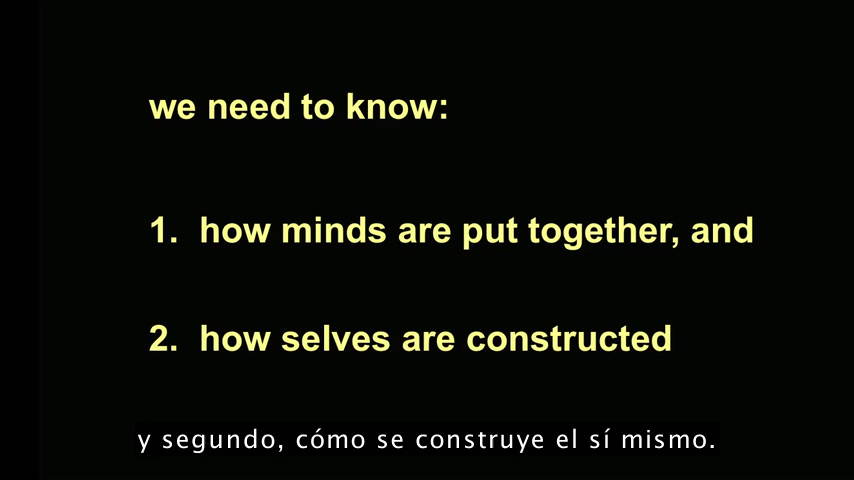 we need to know:
1. how minds are put together, and
2. how selves are constructed
y segundo, cómo se construye el sí mismo.